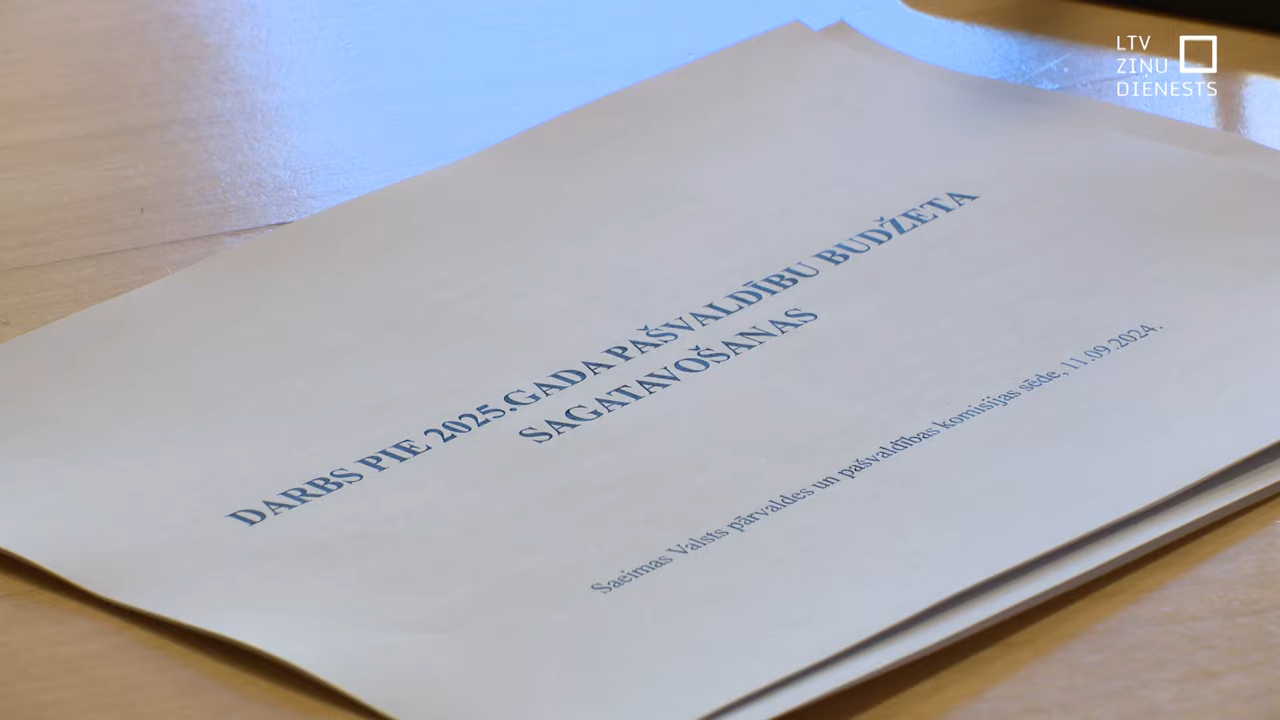 LTV
ZIŅU
DIENESTS
DARBS PIE 2025.GADA PAŠVALDĪBU BUDŽETA
SAGATAVOŠANAS
Saeimas Valsts pārvaldes un pašvaldības komisijas sēde, 11.09.2024.